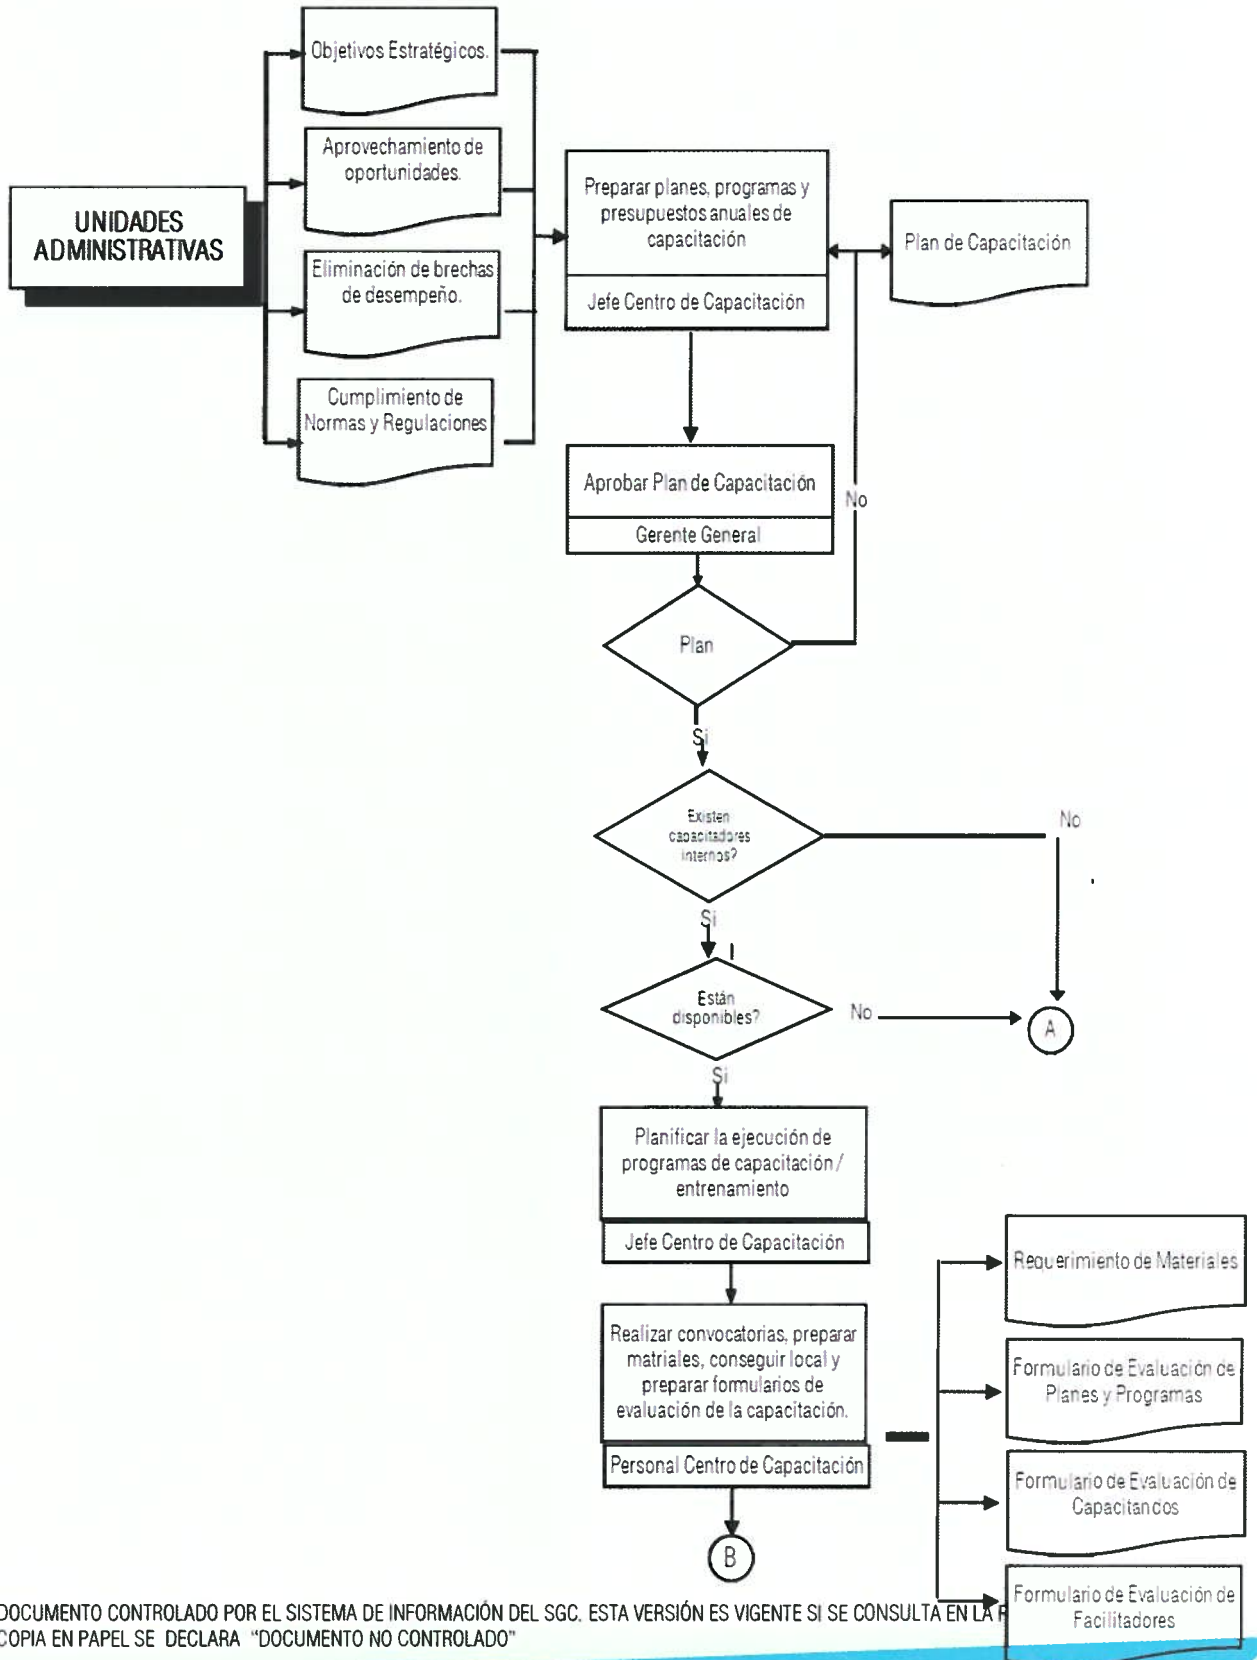 Objetivos Estratégicos.
Aprovechamiento de
oportunidades.
UNIDADES
ADMINISTRATIVAS
Eliminación de brechas
de desempeño.
Cumplimiento de
Normas y Regulaciones
Preparar planes, programas y
presupuestos anuales de
capacitación
Jefe Centro de Capacitación
Plan de Capacitación
Aprobar Plan de Capacitación
Gerente General
No
Plan
Si
Existen
capacitadores
internos?
No
Si
Están
disponibles?
No
A
Si
Planificar la ejecución de
programas de capacitación /
entrenamiento
Jefe Centro de Capacitación
Realizar convocatorias, preparar
matriales, conseguir local y
preparar formularios de
evaluación de la capacitación.
Personal Centro de Capacitación
B
Requerimiento de Materiales
Formulario de Evaluación de
Planes y Programas
Formulario de Evaluación de
Capacitandos
Formulario de Evaluación de
Facilitadores
DOCUMENTO CONTROLADO POR EL SISTEMA DE INFORMACIÓN DEL SGC. ESTA VERSIÓN ES VIGENTE SI SE CONSULTA EN LA
COPIA EN PAPEL SE DECLARA "DOCUMENTO NO CONTROLADO"